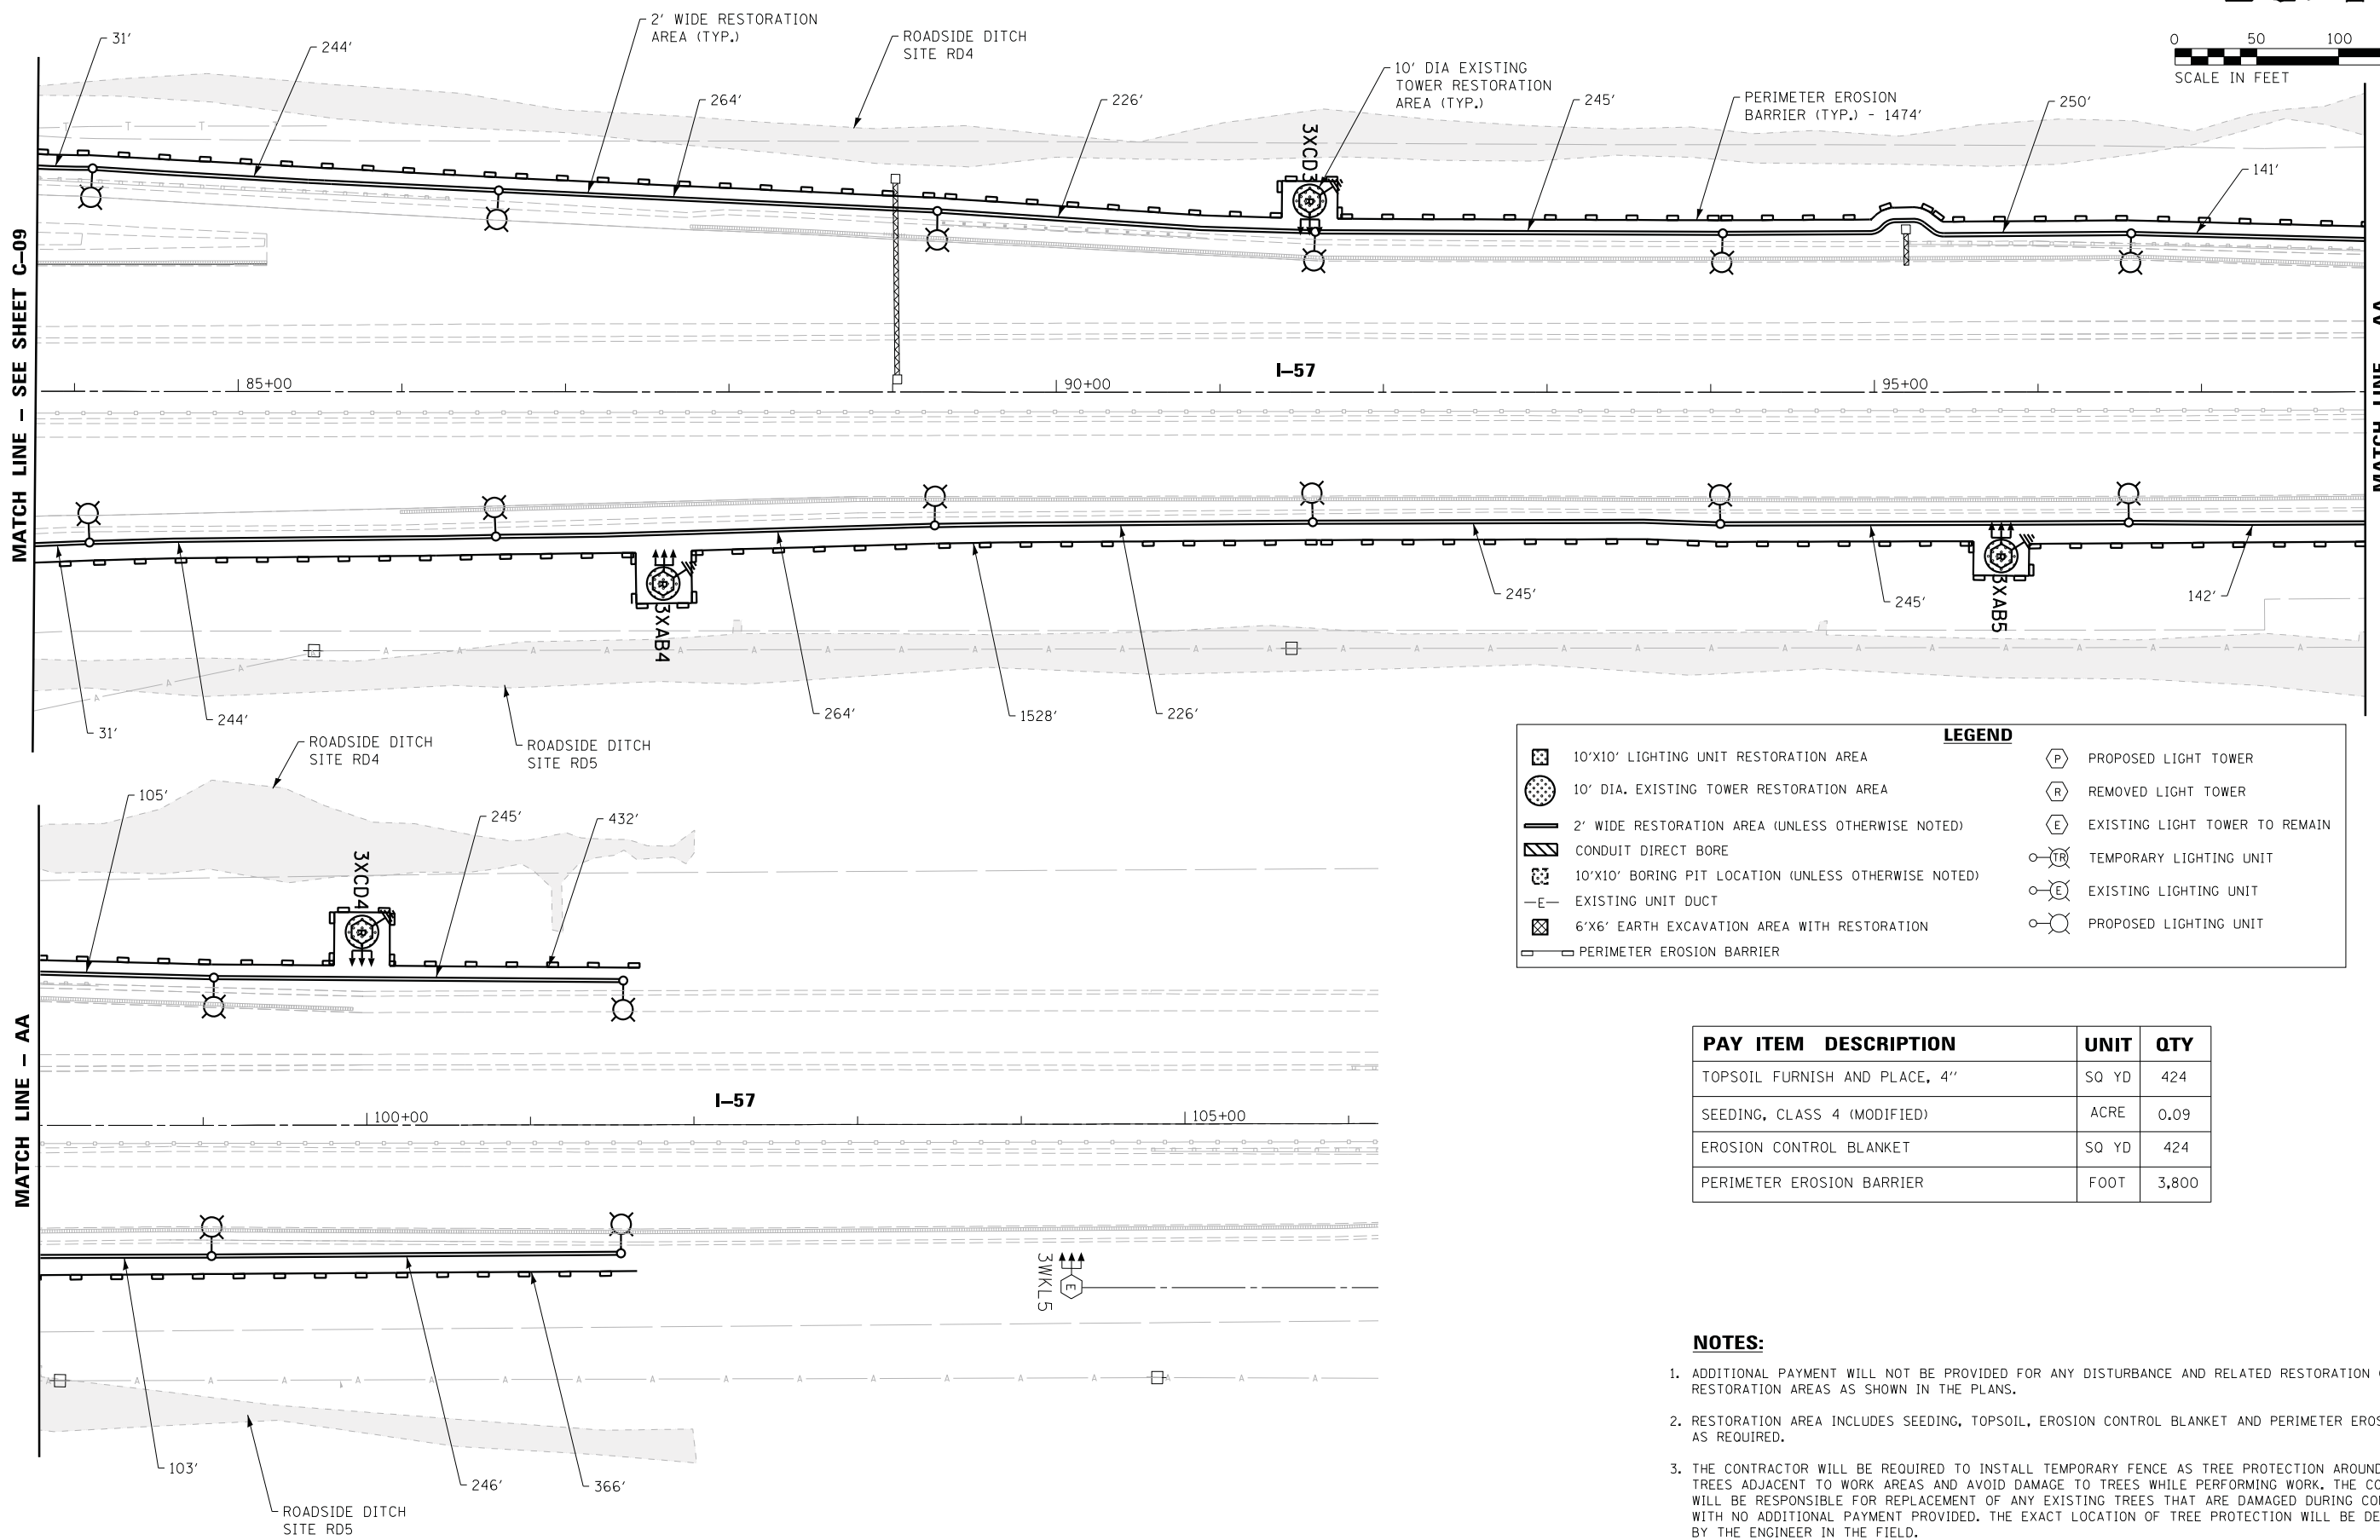 0 50 100
SCALE IN FEET
31'
244'
2' WIDE RESTORATION
AREA (TYP.)
264'
ROADSIDE DITCH
SITE RD4
226'
10' DIA EXISTING
TOWER RESTORATION
AREA (TYP.)
245'
PERIMETER EROSION
BARRIER (TYP.) - 1474'
250'
141'
3XCD3
T T T T
MATCH LINE - SEE SHEET C-09
85+00
90+00
I-57
95+00
3XAB4
3XAB5
A A A A A A A A A A A A A A A A A A A A A A A A A A A
31'
244'
264'
1528'
226'
245'
245'
142'
ROADSIDE DITCH
SITE RD4
ROADSIDE DITCH
SITE RD5
LEGEND
10'X10' LIGHTING UNIT RESTORATION AREA
10' DIA. EXISTING TOWER RESTORATION AREA
2' WIDE RESTORATION AREA (UNLESS OTHERWISE NOTED)
CONDUIT DIRECT BORE
10'X10' BORING PIT LOCATION (UNLESS OTHERWISE NOTED)
E EXISTING UNIT DUCT
6'X6' EARTH EXCAVATION AREA WITH RESTORATION
PERIMETER EROSION BARRIER
P PROPOSED LIGHT TOWER
R REMOVED LIGHT TOWER
E EXISTING LIGHT TOWER TO REMAIN
TR TEMPORARY LIGHTING UNIT
E EXISTING LIGHTING UNIT
PROPOSED LIGHTING UNIT
105'
245'
432'
3XCD4
MATCH LINE - AA
100+00
I-57
105+00
3WKL5
E
A A A A A A A A A A A A A A A A
103'
246'
366'
ROADSIDE DITCH
SITE RD5
PAY ITEM DESCRIPTION UNIT QTY
TOPSOIL FURNISH AND PLACE, 4" SQ YD 424
SEEDING, CLASS 4 (MODIFIED) ACRE 0.09
EROSION CONTROL BLANKET SQ YD 424
PERIMETER EROSION BARRIER FOOT 3,800
NOTES:
1. ADDITIONAL PAYMENT WILL NOT BE PROVIDED FOR ANY DISTURBANCE AND RELATED RESTORATION
RESTORATION AREAS AS SHOWN IN THE PLANS.
2. RESTORATION AREA INCLUDES SEEDING, TOPSOIL, EROSION CONTROL BLANKET AND PERIMETER
AS REQUIRED.
3. THE CONTRACTOR WILL BE REQUIRED TO INSTALL TEMPORARY FENCE AS TREE PROTECTION AROUND
TREES ADJACENT TO WORK AREAS AND AVOID DAMAGE TO TREES WHILE PERFORMING WORK. THE
WILL BE RESPONSIBLE FOR REPLACEMENT OF ANY EXISTING TREES THAT ARE DAMAGED DURING
WITH NO ADDITIONAL PAYMENT PROVIDED. THE EXACT LOCATION OF TREE PROTECTION WILL BE
BY THE ENGINEER IN THE FIELD.